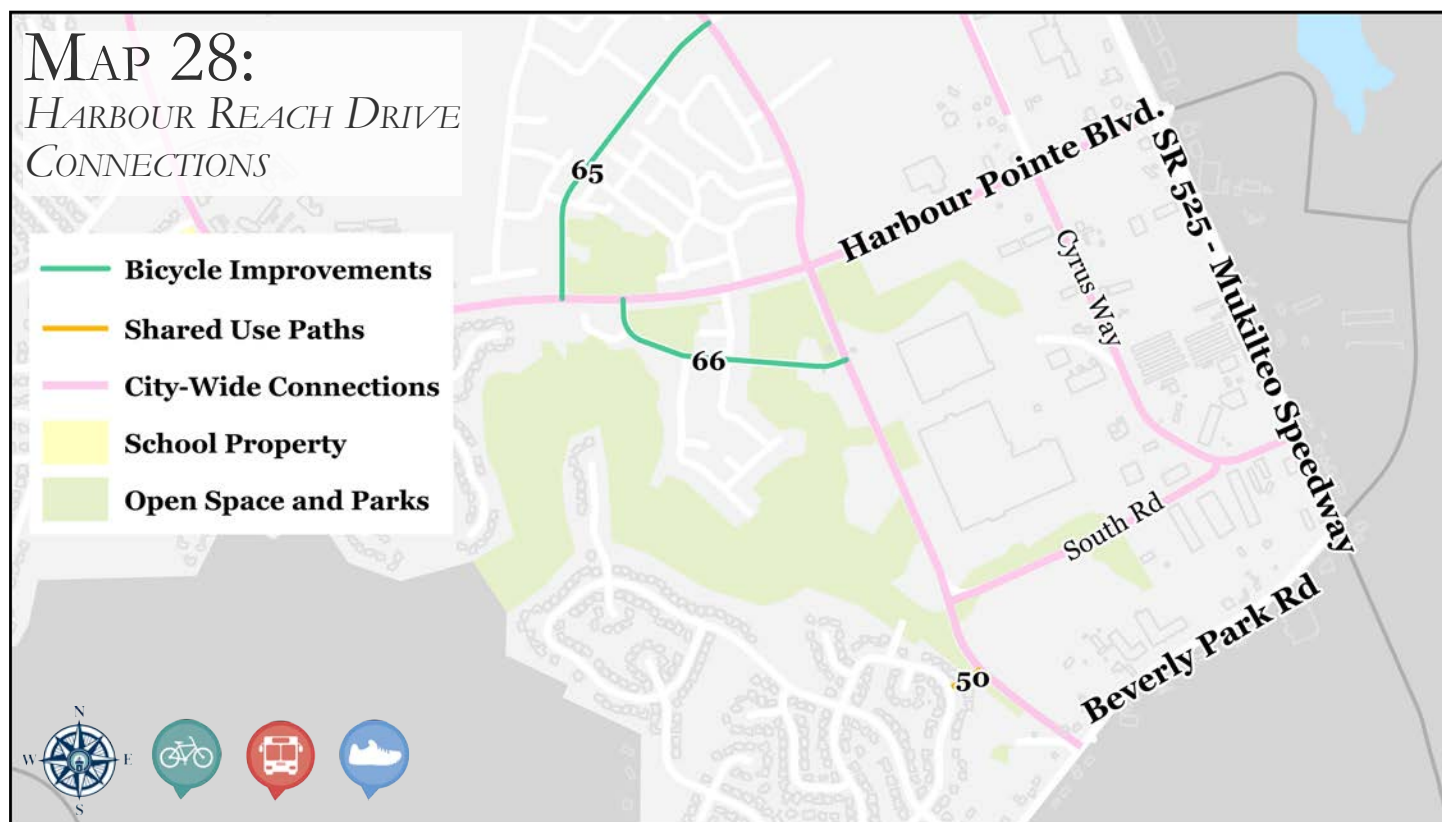 MAP 28:
HARBOUR REACH DRIVE
CONNECTIONS
Bicycle Improvements
Shared Use Paths
City-Wide Connections
School Property
Open Space and Parks
65
66
50
Harbour Pointe Blvd.
SR 525 - Mukilteo Speedway
Cyrus Way
South Rd
Beverly Park Rd
N
W E
S